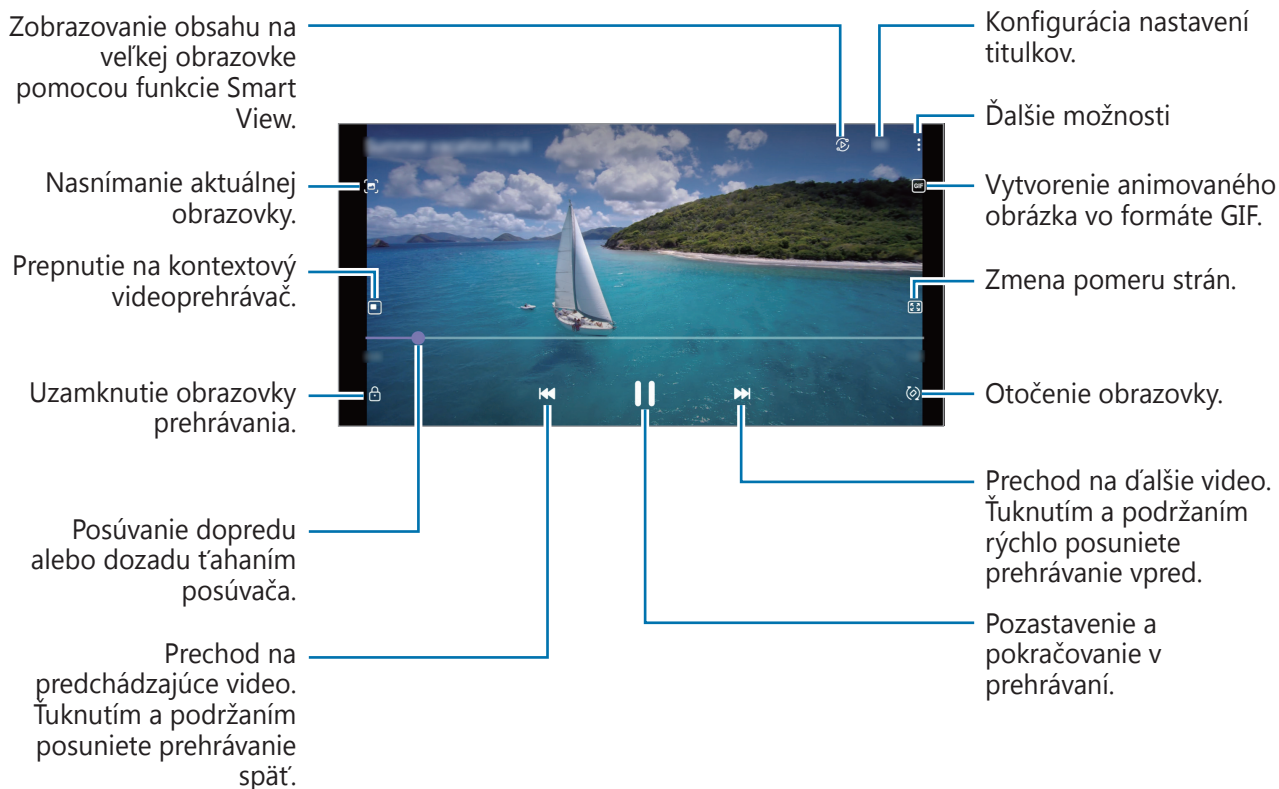 Zobrazovanie obsahu na
veľkej obrazovke
pomocou funkcie Smart
View.
Nasnímanie aktuálnej
obrazovky.
Prepnutie na kontextový
videoprehrávač.
Uzamknutie obrazovky
prehrávania.
Posúvanie dopredu
alebo dozadu ťahaním
posúvača.
Prechod na
predchádzajúce video.
Ťuknutím a podržaním
posuniete prehrávanie
späť.
Konfigurácia nastavení
titulkov.
Ďalšie možnosti
Vytvorenie animovaného
obrázka vo formáte GIF.
Zmena pomeru strán.
Otočenie obrazovky.
Prechod na ďalšie video.
Ťuknutím a podržaním
rýchlo posuniete
prehrávanie vpred.
Pozastavenie a
pokračovanie v
prehrávaní.
GIF